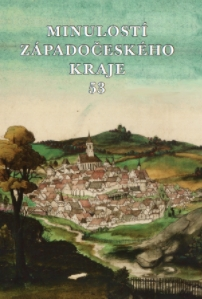 MINULOSTÍ
ZÁPADOČESKÉHO
KRAJE
53